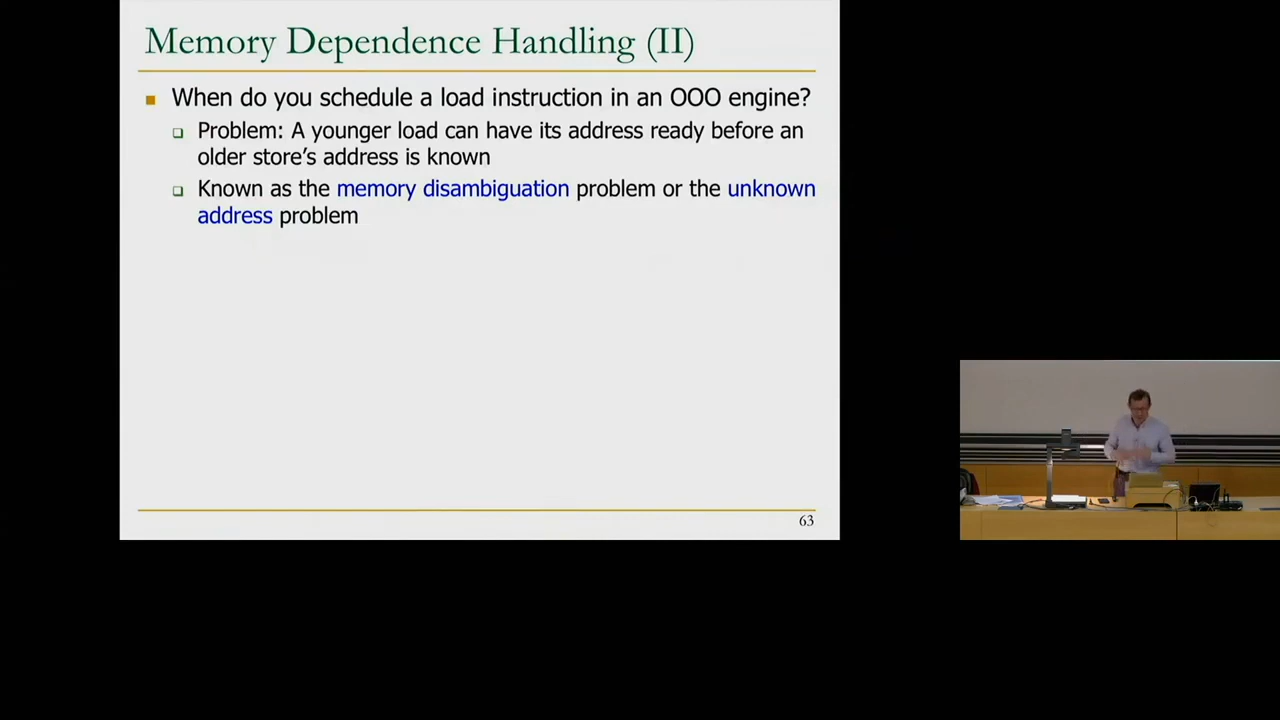 Memory Dependence Handling (II)
When do you schedule a load instruction in an OOO engine?
Problem: A younger load can have its address ready before an
older store's address is known
Known as the memory disambiguation problem or the unknown
address problem
63